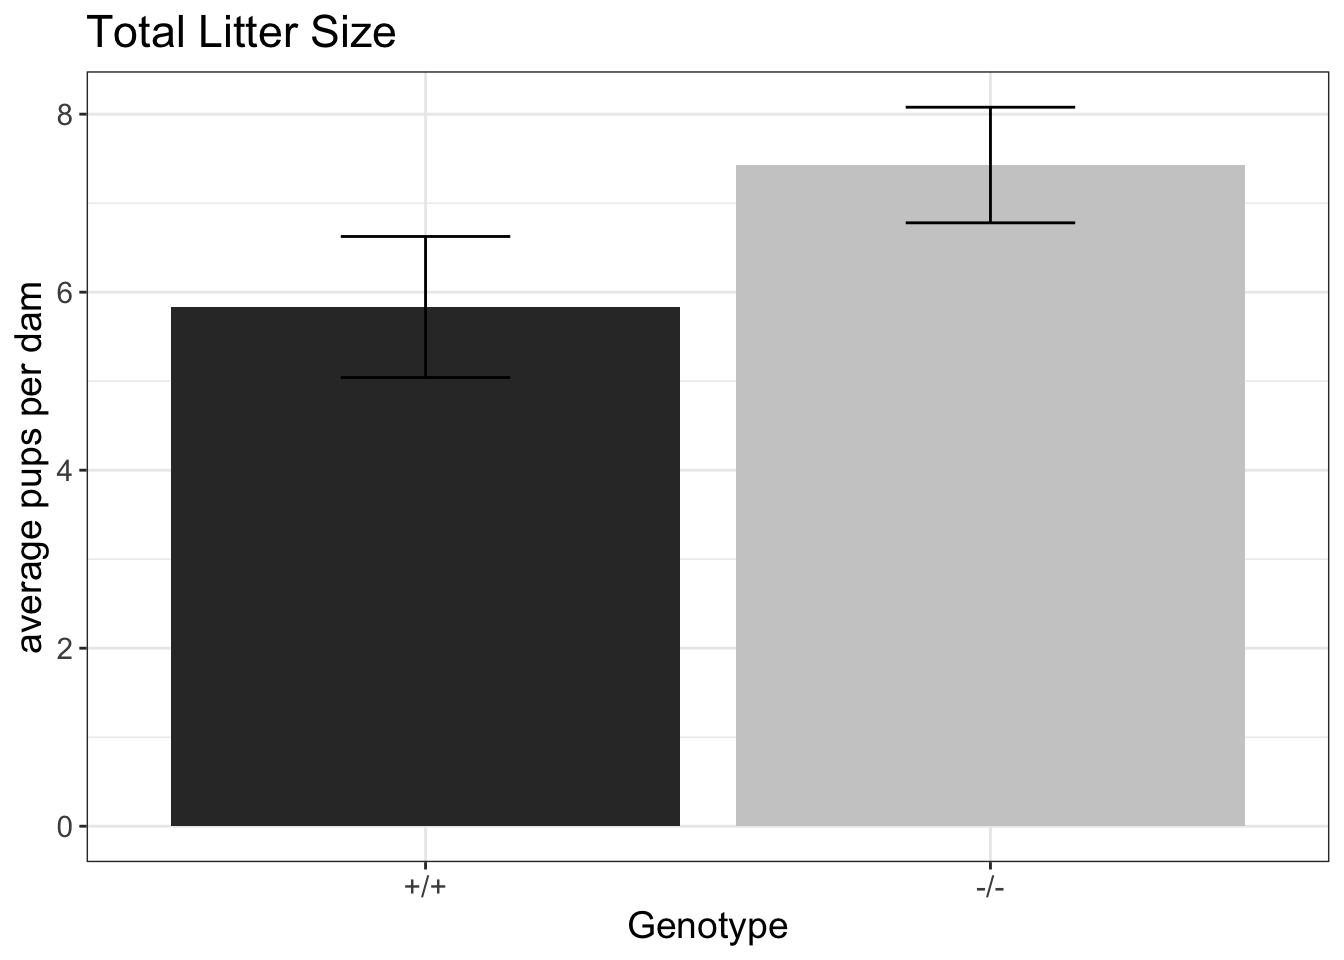 Total Litter Size
average pups per dam
8
6
4
2
0
+/+
-/-
Genotype